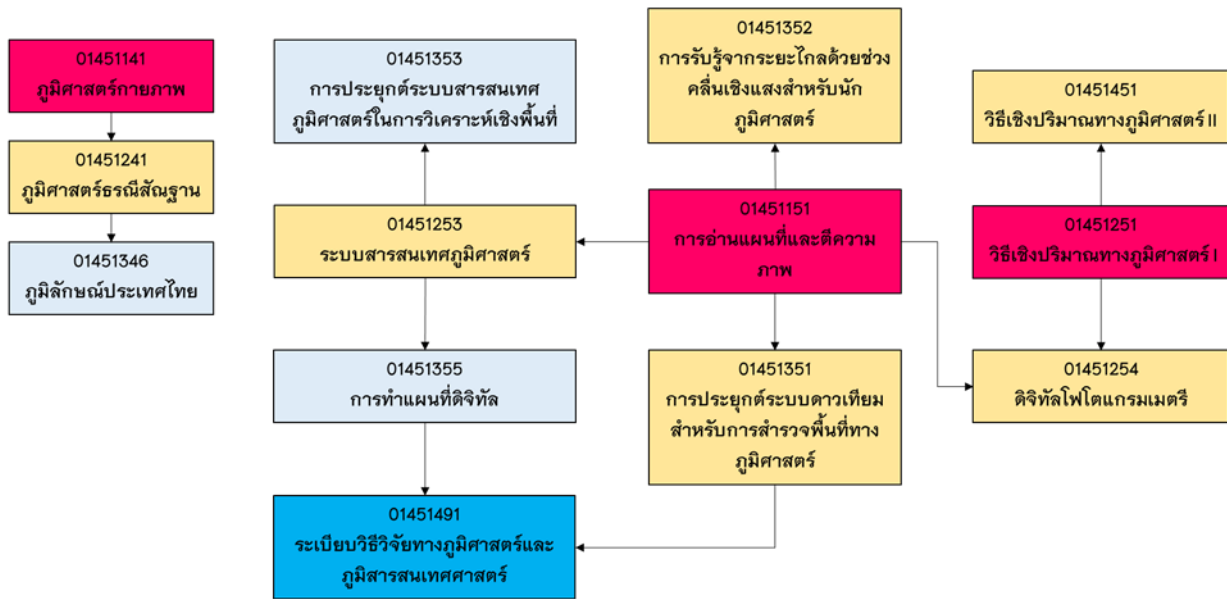 01451141
ภูมิศาสตร์กายภาพ
01451241
ภูมิศาสตร์ธรณีสัณฐาน
01451346
ภูมิลักษณ์ประเทศไทย
01451353
การประยุกต์ระบบสารสนเทศ
ภูมิศาสตร์ในการวิเคราะห์เชิงพื้นที่
01451253
ระบบสารสนเทศภูมิศาสตร์
01451355
การทำแผนที่ดิจิทัล
01451491
ระเบียบวิธีวิจัยทางภูมิศาสตร์และ
ภูมิสารสนเทศศาสตร์
01451352
การรับรู้จากระยะไกลด้วยช่วง
คลื่นเชิงแสงสำหรับนัก
ภูมิศาสตร์
01451151
การอ่านแผนที่และตีความ
ภาพ
01451351
การประยุกต์ระบบดาวเทียม
สำหรับการสำรวจพื้นที่ทาง
ภูมิศาสตร์
01451451
วิธีเชิงปริมาณทางภูมิศาสตร์ II
01451251
วิธีเชิงปริมาณทางภูมิศาสตร์ I
01451254
ดิจิทัลโฟโตแกรมเมตรี